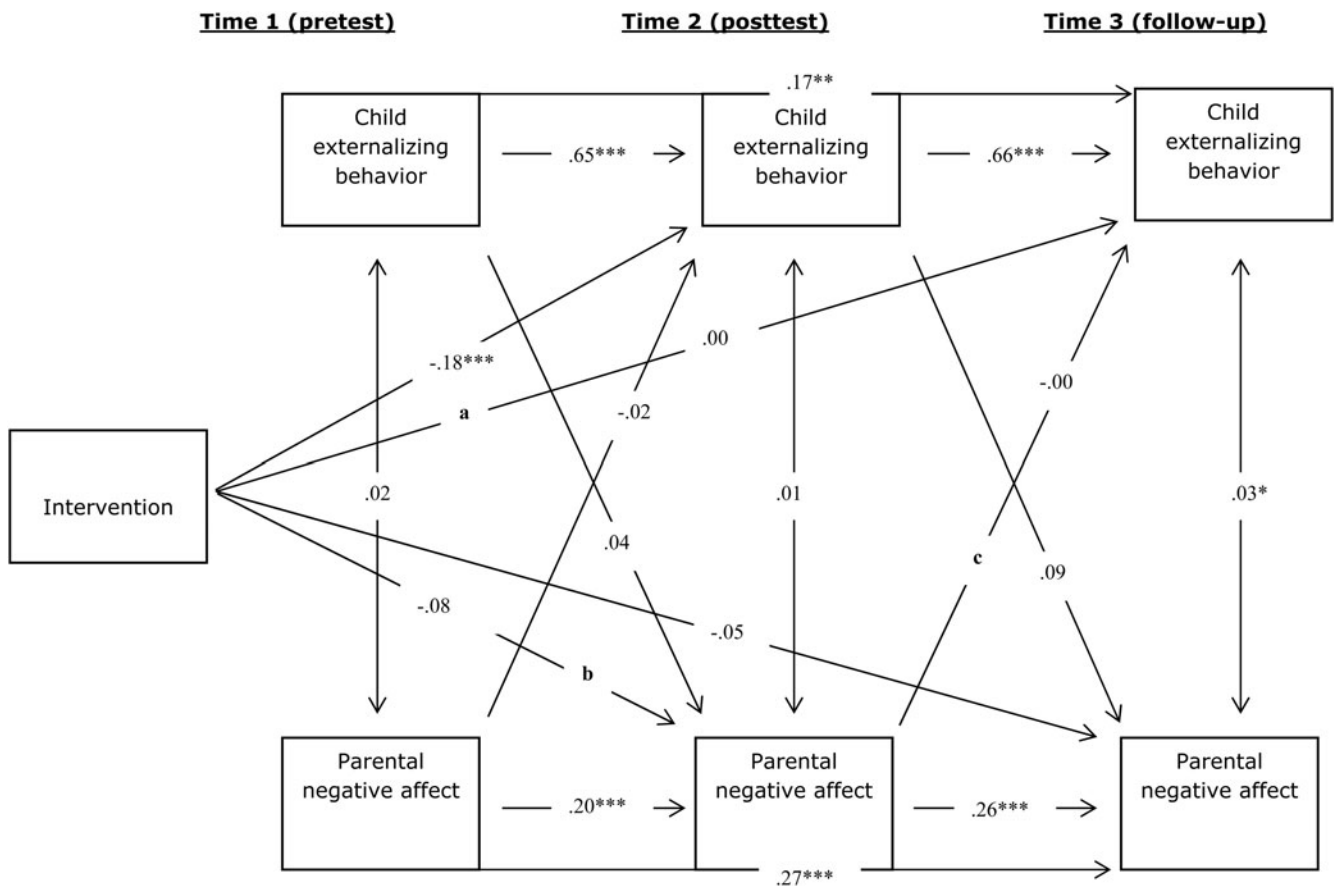 Time 1 (pretest)
Time 2 (posttest)
Time 3 (follow-up)
.17**
Child
externalizing
behavior
.65***
Child
externalizing
behavior
.66***
Child
externalizing
behavior
-.18***
.00
a
-.02
-.00
Intervention
.02
.01
.03*
.04
c
.09
-.08
-.05
b
Parental
negative affect
.20***
Parental
negative affect
.26***
Parental
negative affect
.27***